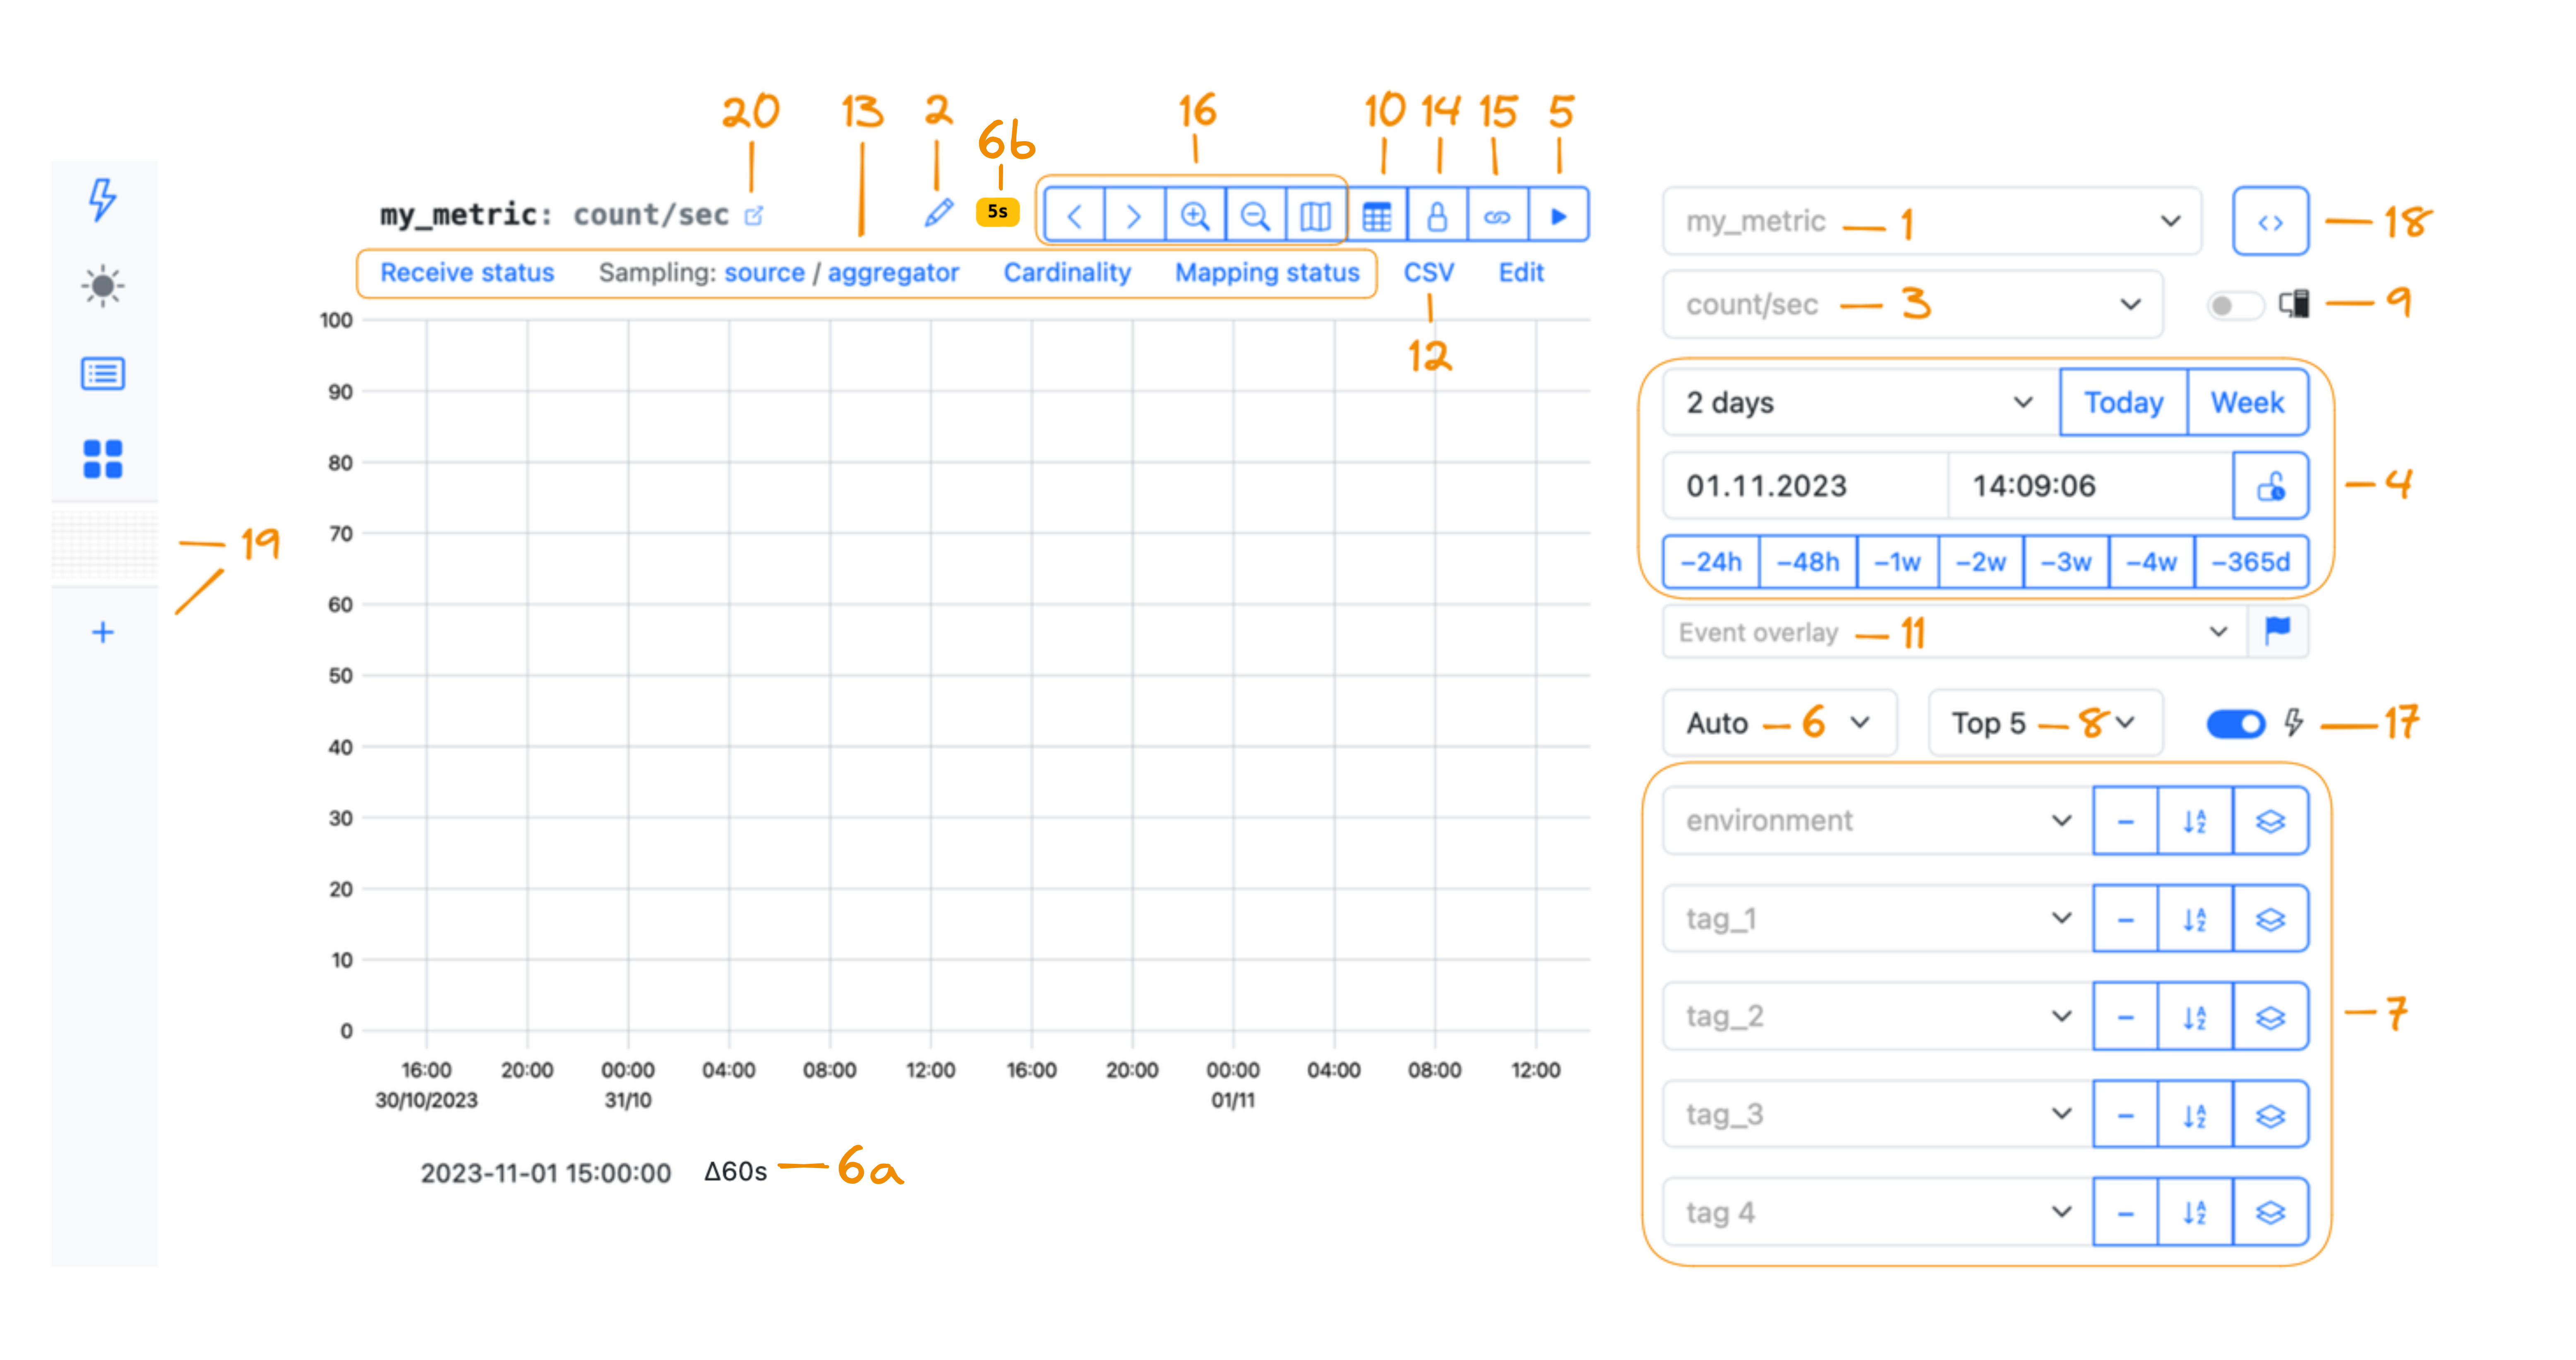 20 13 2 6b 16 10 14 15 5
my_metric: count/sec
5s
Receive status Sampling: source / aggregator Cardinality Mapping status CSV Edit
12
100
90
80
70
60
50
40
30
20
10
0
16:00 20:00 00:00 04:00 08:00 12:00 16:00 20:00 00:00 04:00 08:00 12:00
30/10/2023 31/10 01/11
2023-11-01 15:00:00 Δ60s 6a
19
my_metric 1
18
count/sec 3
9
2 days Today Week
01.11.2023 14:09:06
4
-24h -48h -1w -2w -3w -4w -365d
Event overlay 11
Auto 6 Top 5 8
17
environment – AZ
tag_1 – AZ
tag_2 – AZ
7
tag_3 – AZ
tag 4 – AZ